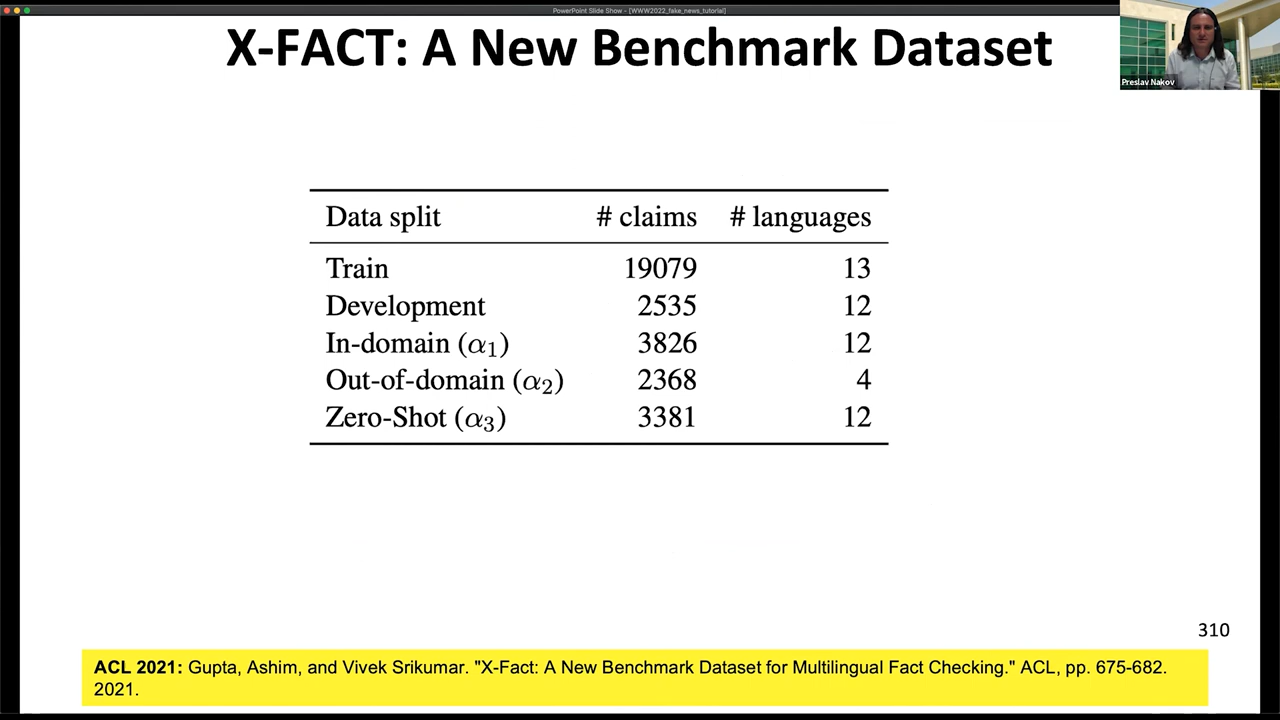 PowerPoint Slide Show - [WWW2022_fake_news_tutorial]
X-FACT: A New Benchmark Dataset
Preslav Nakov
Data split # claims # languages
Train 19079 13
Development 2535 12
In-domain (α1) 3826 12
Out-of-domain (α2) 2368 4
Zero-Shot (α3) 3381 12
310
ACL 2021: Gupta, Ashim, and Vivek Srikumar. "X-Fact: A New Benchmark Dataset for Multilingual Fact Checking." ACL, pp. 675-682.
2021.